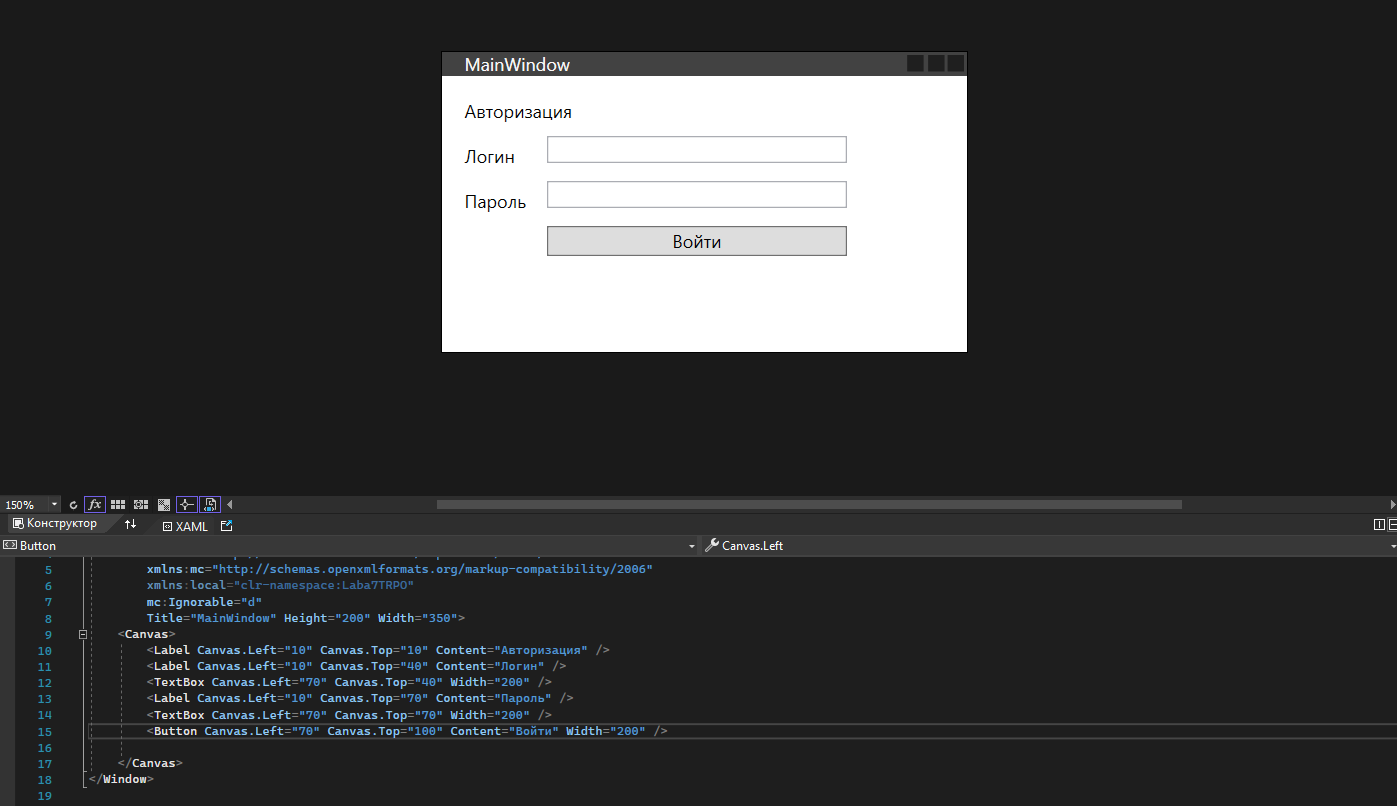 MainWindow
Авторизация
Логин
Пароль
Войти
150%
fx
Конструктор
XAML
Button
Canvas.Left
5 xmlns:mc="http://schemas.openxmlformats.org/markup-compatibility/2006"
6 xmlns:local="clr-namespace:Laba7TRPO"
7 mc:Ignorable="d"
8 Title="MainWindow" Height="200" Width="350">
9 <Canvas>
10 <Label Canvas.Left="10" Canvas.Top="10" Content="Авторизация" />
11 <Label Canvas.Left="10" Canvas.Top="40" Content="Логин" />
12 <TextBox Canvas.Left="70" Canvas.Top="40" Width="200" />
13 <Label Canvas.Left="10" Canvas.Top="70" Content="Пароль" />
14 <TextBox Canvas.Left="70" Canvas.Top="70" Width="200" />
15 <Button Canvas.Left="70" Canvas.Top="100" Content="Войти" Width="200" />
16
17 </Canvas>
18 </Window>
19